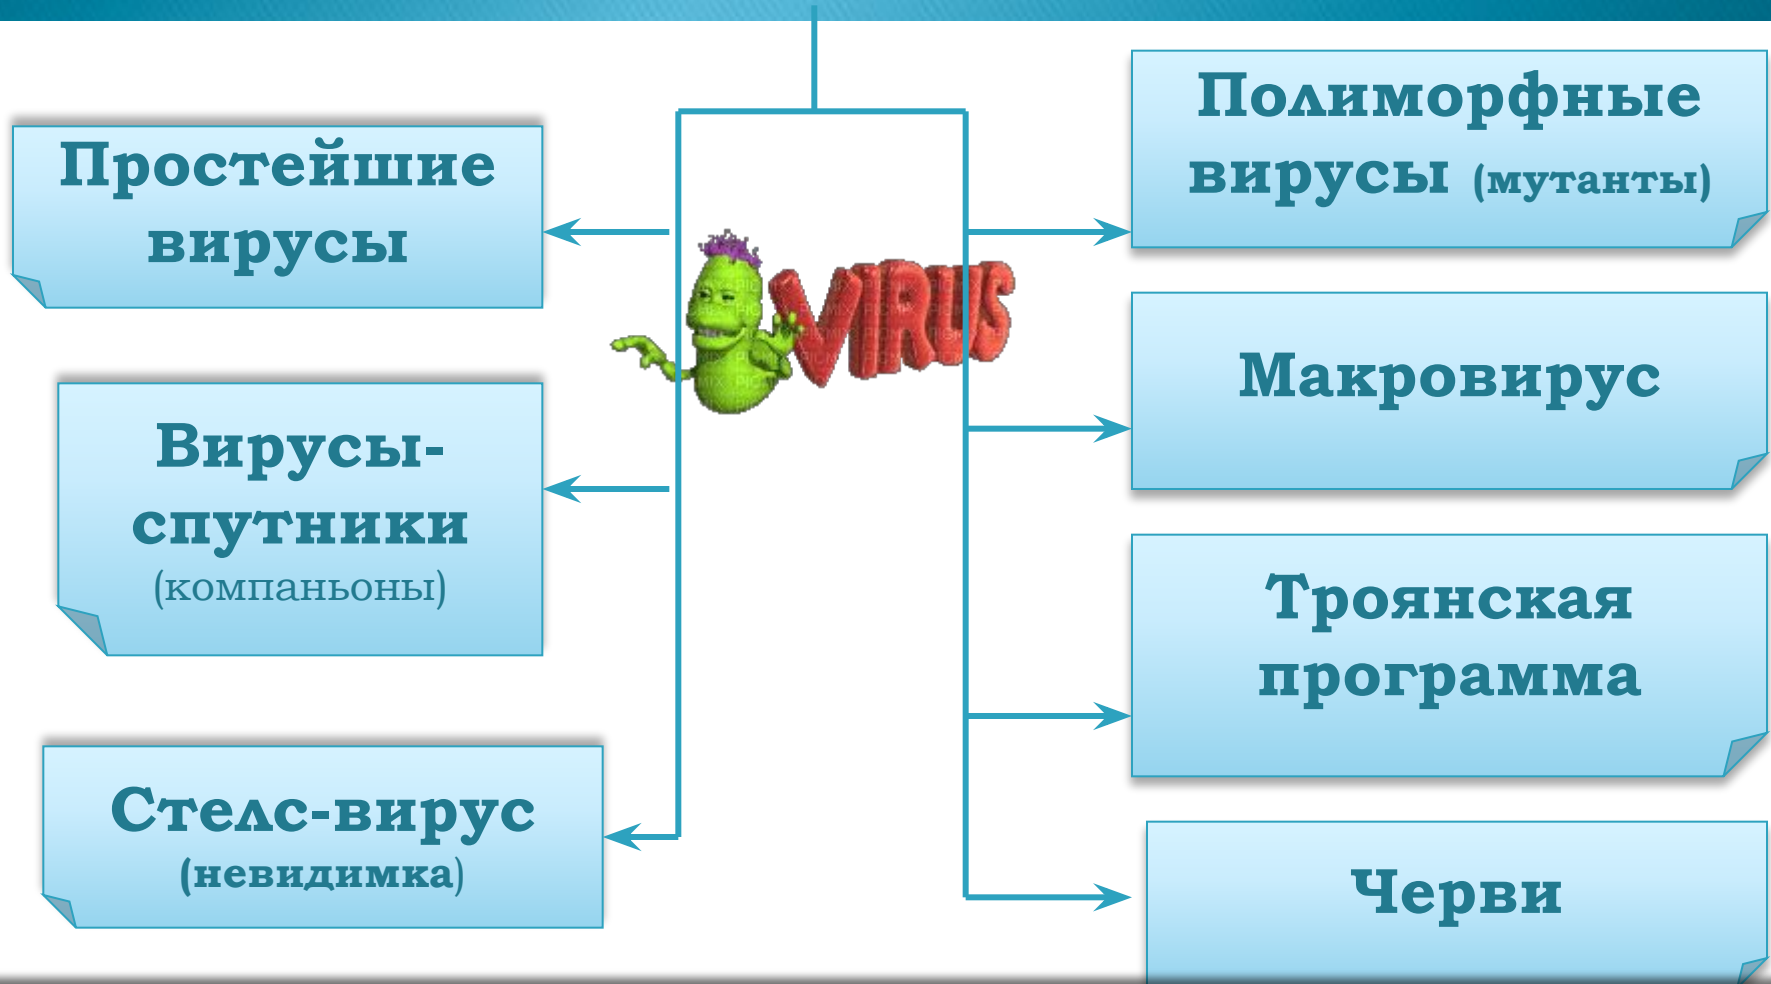 Простейшие
вирусы
Вирусы-
спутники
(компаньоны)
Стелс-вирус
(невидимка)
VIRUS
Полиморфные
вирусы (мутанты)
Макровирус
Троянская
программа
Черви